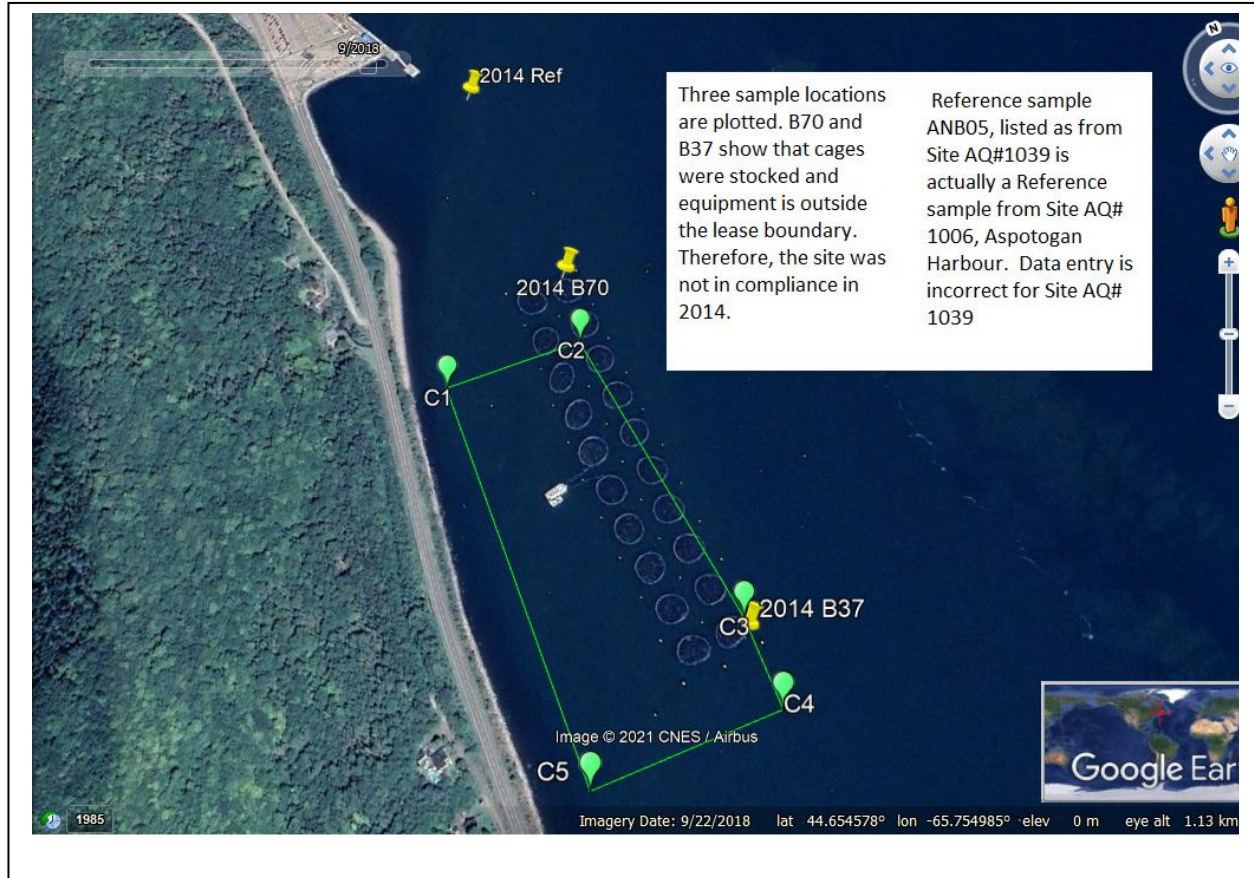 9/2018
N
2014 Ref
Three sample locations
are plotted. B70 and
B37 show that cages
were stocked and
equipment is outside
the lease boundary.
Therefore, the site was
not in compliance in
2014.
Reference sample
ANB05, listed as from
Site AQ#1039 is
actually a Reference
sample from Site AQ#
1006, Aspotogan
Harbour.  Data entry is
incorrect for Site AQ#
1039
2014 B70
C2
C1
2014 B37
C3
C4
Image © 2021 CNES / Airbus
C5
Google Eart
1985
Imagery Date: 9/22/2018 lat 44.654578° lon -65.754985° elev 0 m eye alt 1.13 km